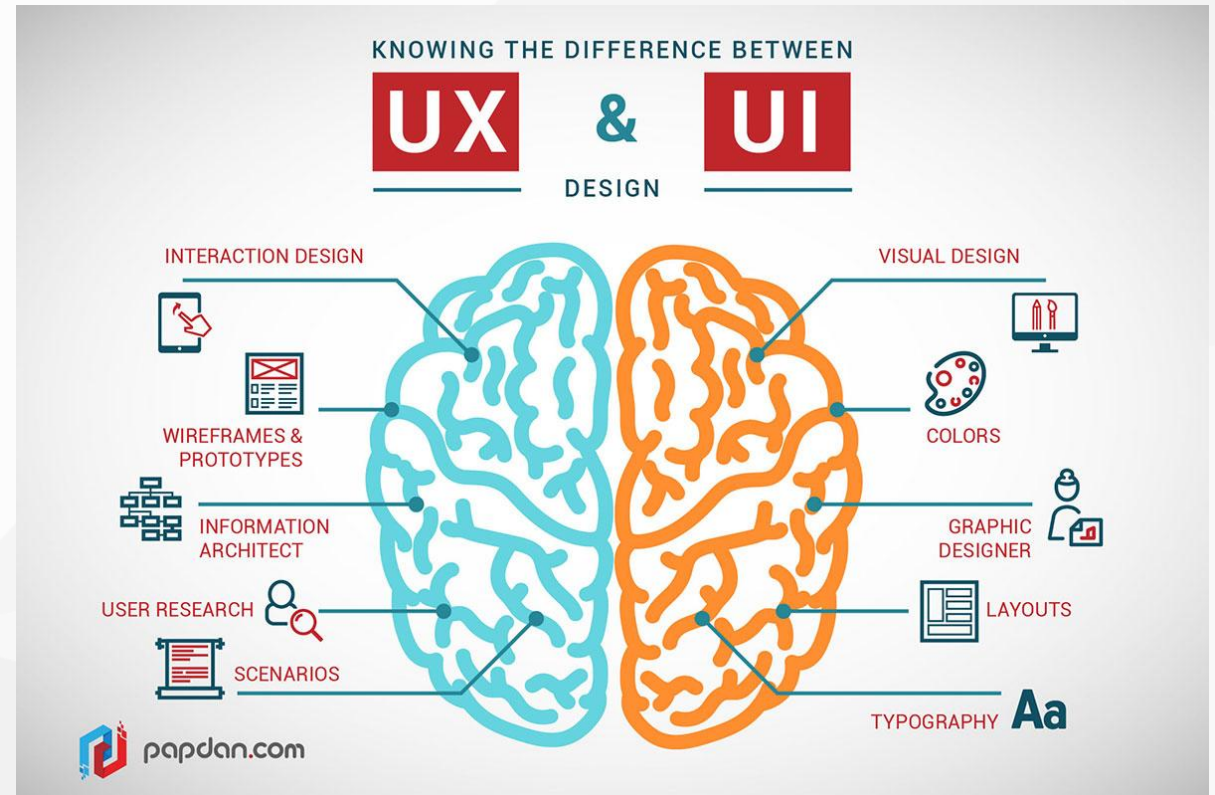 KNOWING THE DIFFERENCE BETWEEN
UX & UI
DESIGN
INTERACTION DESIGN
WIREFRAMES &
PROTOTYPES
INFORMATION
ARCHITECT
USER RESEARCH
SCENARIOS
VISUAL DESIGN
COLORS
GRAPHIC
DESIGNER
LAYOUTS
TYPOGRAPHY Aa
papdan.com